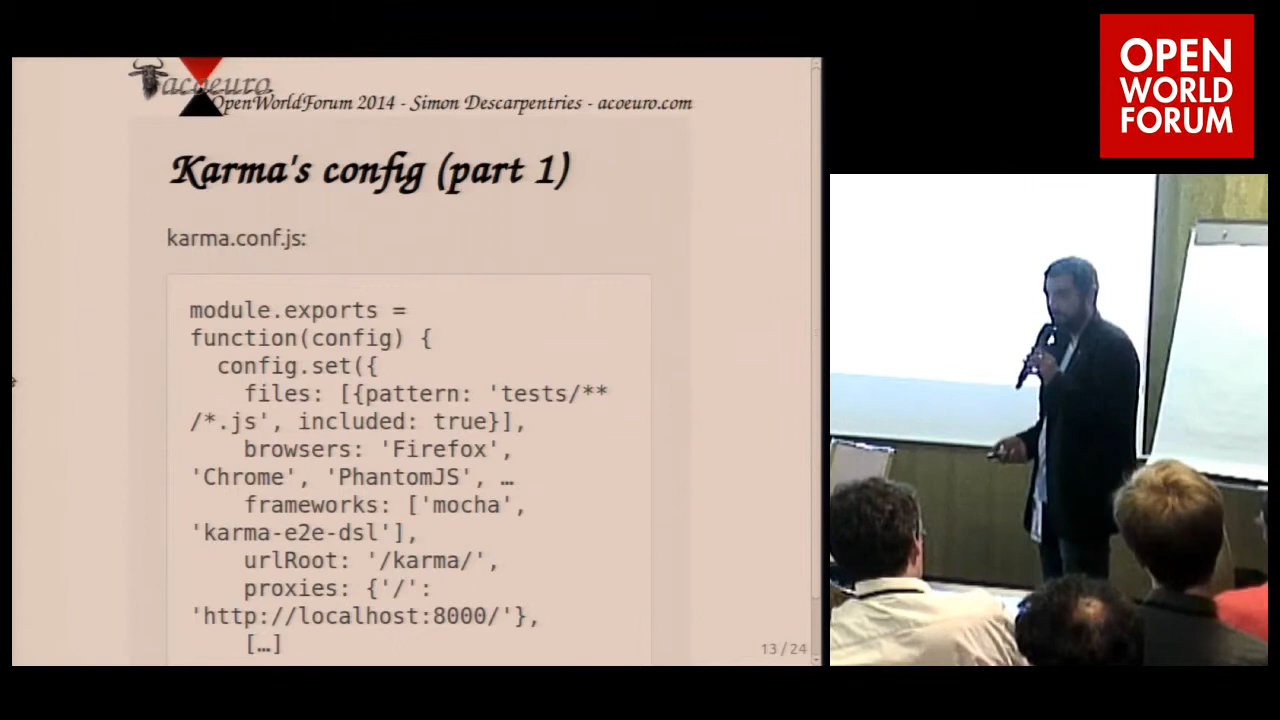 acoeuro
OpenWorldForum 2014 - Simon Descarpentries - acoeuro.com
Karma's config (part 1)
karma.conf.js:
module.exports =
function(config) {
  config.set({
    files: [{pattern: 'tests/**
/*.js', included: true}],
    browsers: 'Firefox',
'Chrome', 'PhantomJS', …
    frameworks: ['mocha',
'karma-e2e-dsl'],
    urlRoot: '/karma/',
    proxies: {'/':
'http://localhost:8000/'},
    […]
13 / 24
OPEN
WORLD
FORUM